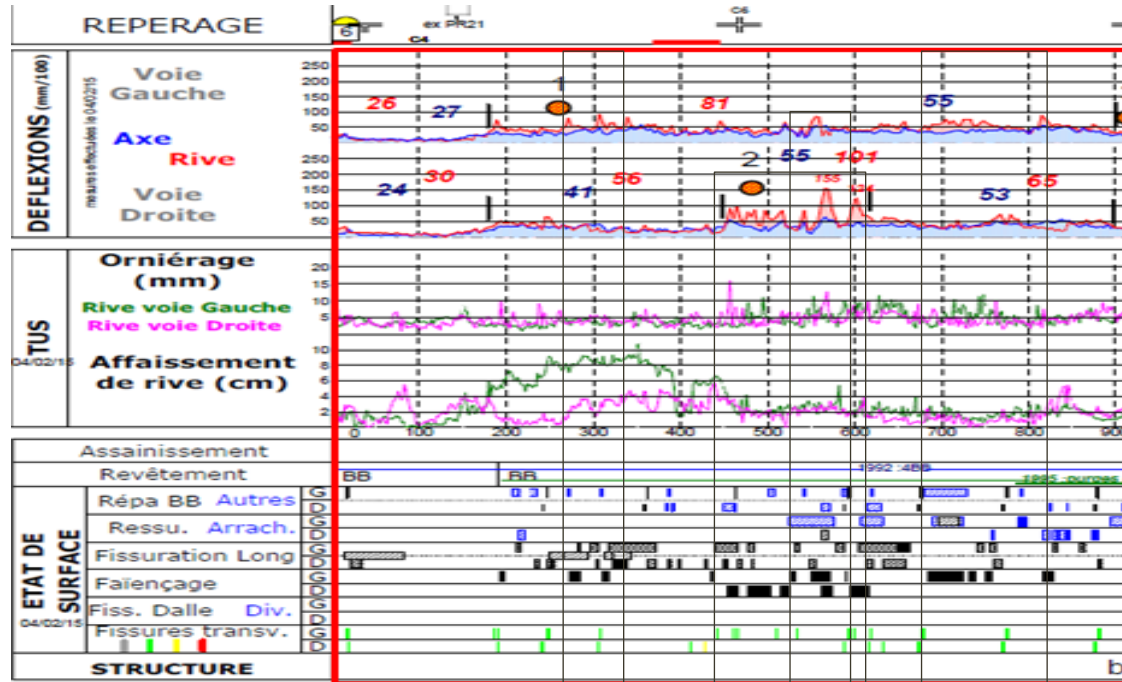 REPERAGE
6
ex PR21
C4
C6
DEFLEXIONS (mm/100)
mesures effectuées le 04/02/15
Voie
Gauche
Axe
Rive
Voie
Droite
250
200
150
100
50
26
27
1
81
55
250
200
150
100
50
24
30
41
56
2
55
101
155
53
65
TUS
04/02/15
Orniérage
(mm)
Rive voie Gauche
Rive voie Droite
Affaissement
de rive (cm)
20
15
10
5
10
8
6
4
2
0 100 200 300 400 500 600 700 800 900
Assainissement
Revêtement
BB
BB
1992 :4BB
1995 :purges
ETAT DE
SURFACE
04/02/15
Répa BB Autres G
D
Ressu. Arrach. G
D
Fissuration Long G
D
Faïençage G
D
Fiss. Dalle Div. G
D
Fissures transv. G
D
STRUCTURE
b